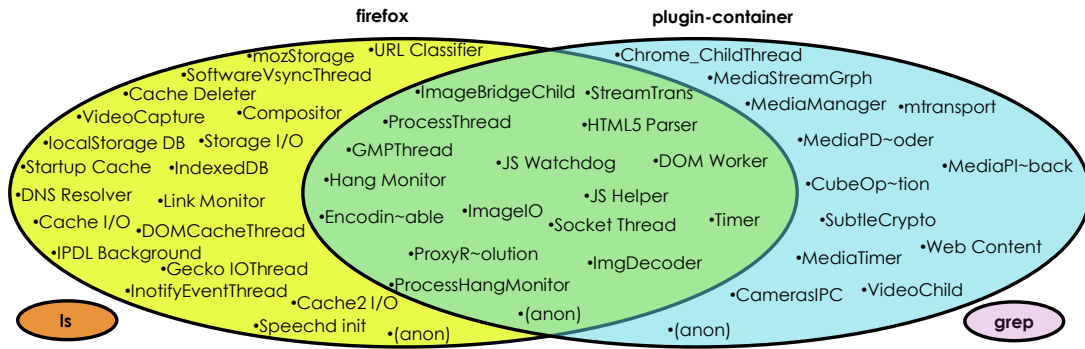 firefox
plugin-container
•mozStorage
•URL Classifier
•SoftwareVsyncThread
•Cache Deleter
•VideoCapture
•Compositor
•localStorage DB
•Storage I/O
•Startup Cache
•IndexedDB
•DNS Resolver
•Link Monitor
•Cache I/O
•DOMCacheThread
•IPDL Background
•Gecko IOThread
•InotifyEventThread
•Cache2 I/O
•Speechd init
•(anon)
•ImageBridgeChild
•StreamTrans
•ProcessThread
•HTML5 Parser
•GMPThread
•JS Watchdog
•DOM Worker
•Hang Monitor
•JS Helper
•Encodin~able
•ImageIO
•Socket Thread
•Timer
•ProxyR~olution
•ImgDecoder
•ProcessHangMonitor
•(anon)
•Chrome_ChildThread
•MediaStreamGrph
•MediaManager
•mtransport
•MediaPD~oder
•MediaPl~back
•CubeOp~tion
•SubtleCrypto
•Web Content
•MediaTimer
•CamerasIPC
•VideoChild
•(anon)
ls
grep